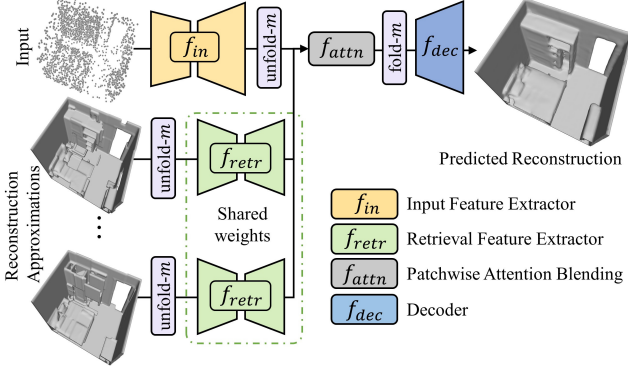 Input
f_in
unfold-m
f_attn
fold-m
f_dec
Predicted Reconstruction
Reconstruction
Approximations
unfold-m
f_retr
Shared
weights
unfold-m
f_retr
f_in Input Feature Extractor
f_retr Retrieval Feature Extractor
f_attn Patchwise Attention Blending
f_dec Decoder